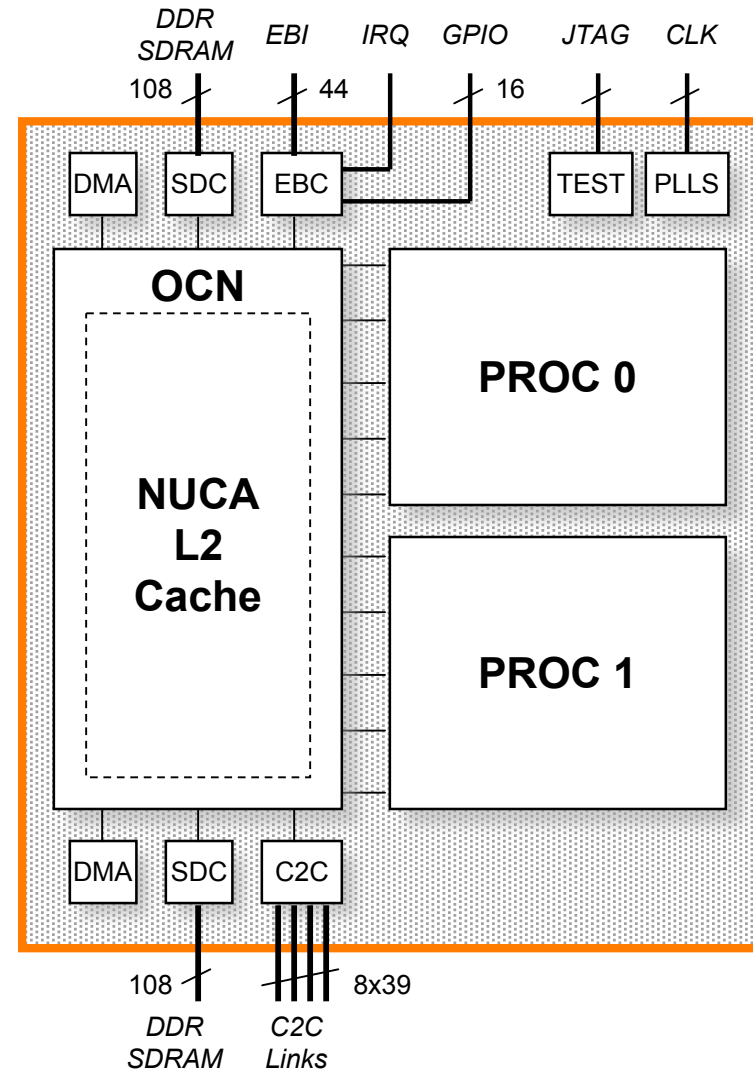 DDR
SDRAM
EBI
IRQ
GPIO
JTAG
CLK
108
44
16
DMA
SDC
EBC
TEST
PLLS
OCN
NUCA
L2
Cache
PROC 0
PROC 1
DMA
SDC
C2C
108
8x39
DDR
SDRAM
C2C
Links